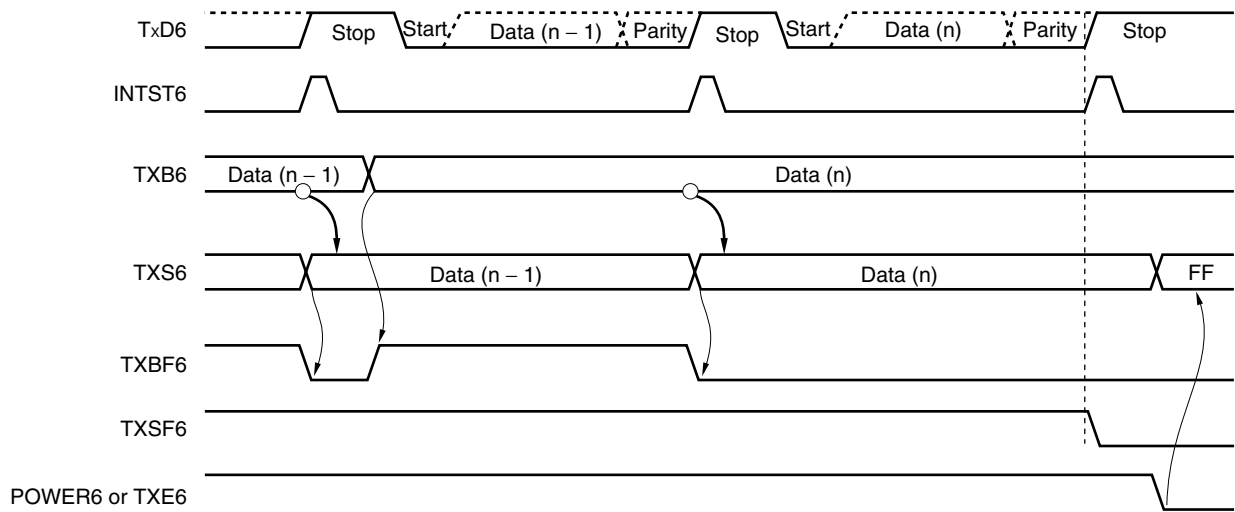 TxD6 Stop Start Data (n – 1) Parity Stop Start Data (n) Parity Stop
INTST6
TXB6 Data (n – 1) Data (n)
TXS6 Data (n – 1) Data (n) FF
TXBF6
TXSF6
POWER6 or TXE6